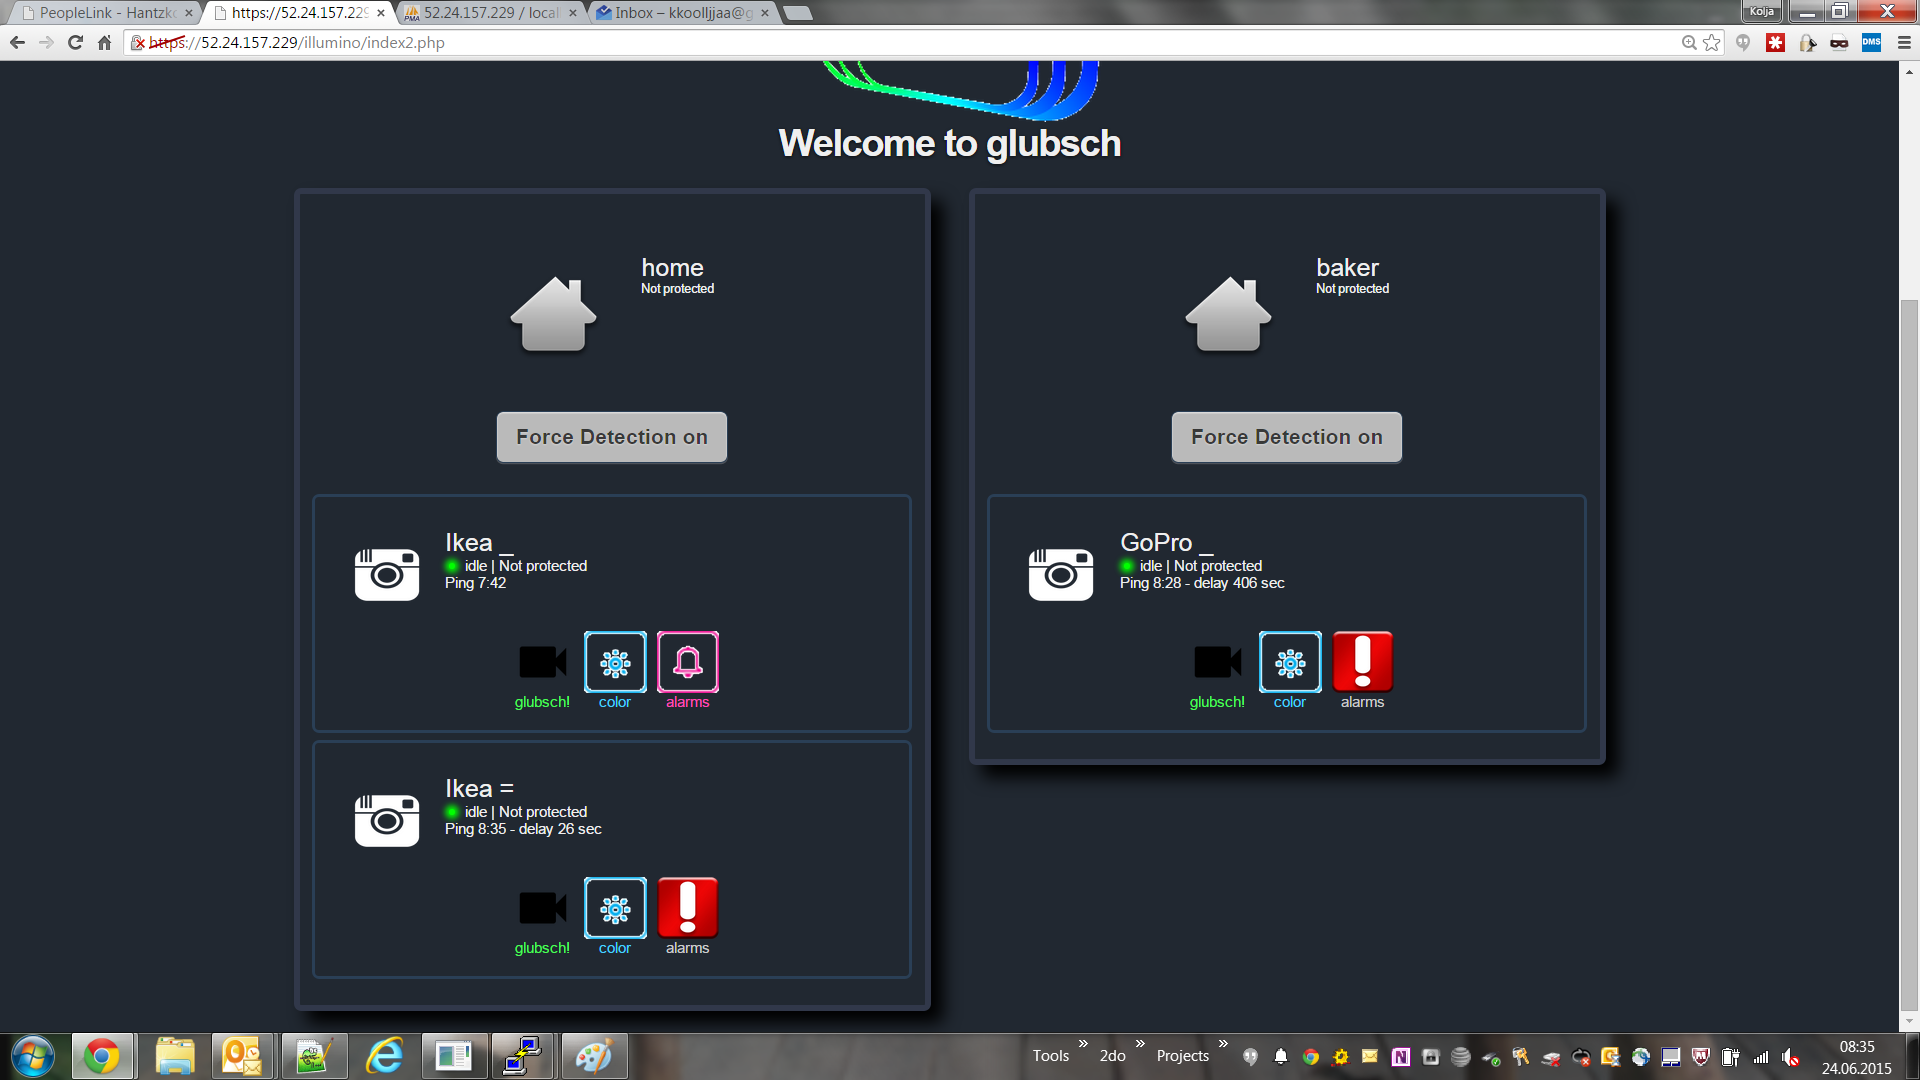 PeopleLink - Hantzko
https://52.24.157.229
52.24.157.229 / local
Inbox – kkoolljjaa@g
Kolja
https://52.24.157.229/illumino/index2.php
DMS
Welcome to glubsch
home
Not protected
Force Detection on
Ikea _
idle | Not protected
Ping 7:42
glubsch!
color
alarms
Ikea =
idle | Not protected
Ping 8:35 - delay 26 sec
glubsch!
color
alarms
baker
Not protected
Force Detection on
GoPro _
idle | Not protected
Ping 8:28 - delay 406 sec
glubsch!
color
alarms
Tools »
2do »
Projects »
08:35
24.06.2015